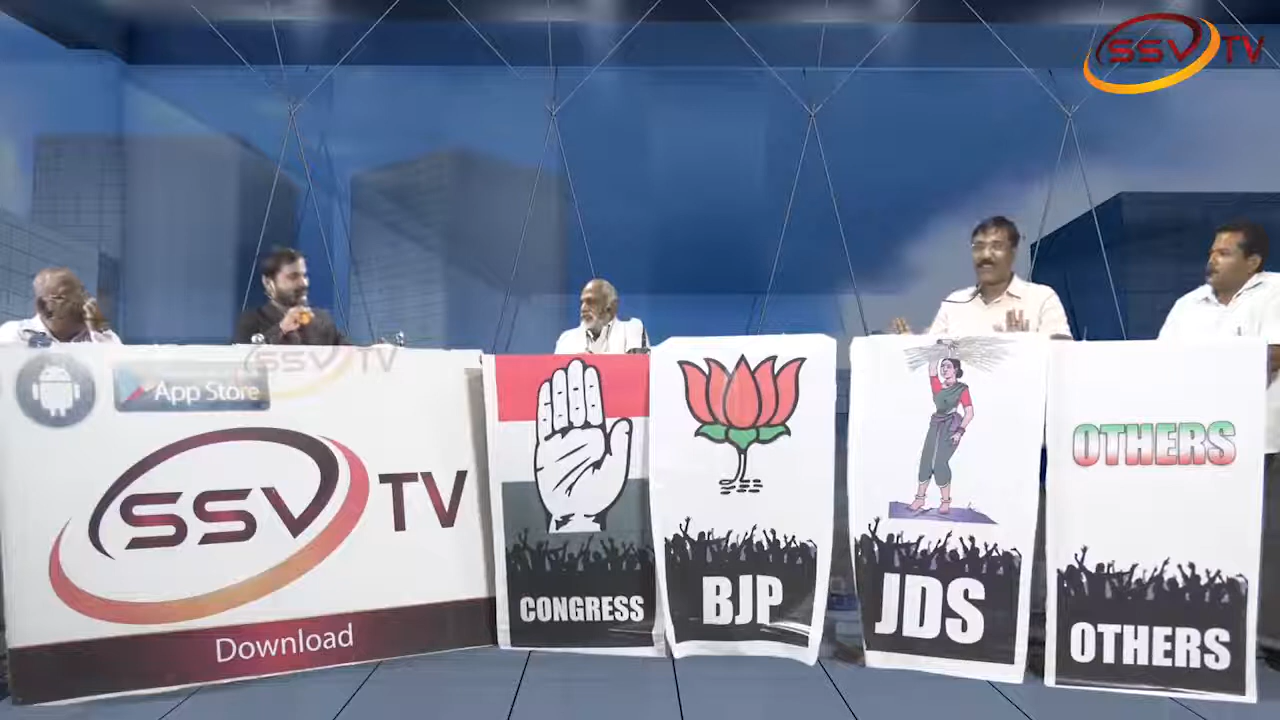 SSV TV
SSV TV
App Store
SSV TV
Download
CONGRESS
BJP
JDS
OTHERS
OTHERS